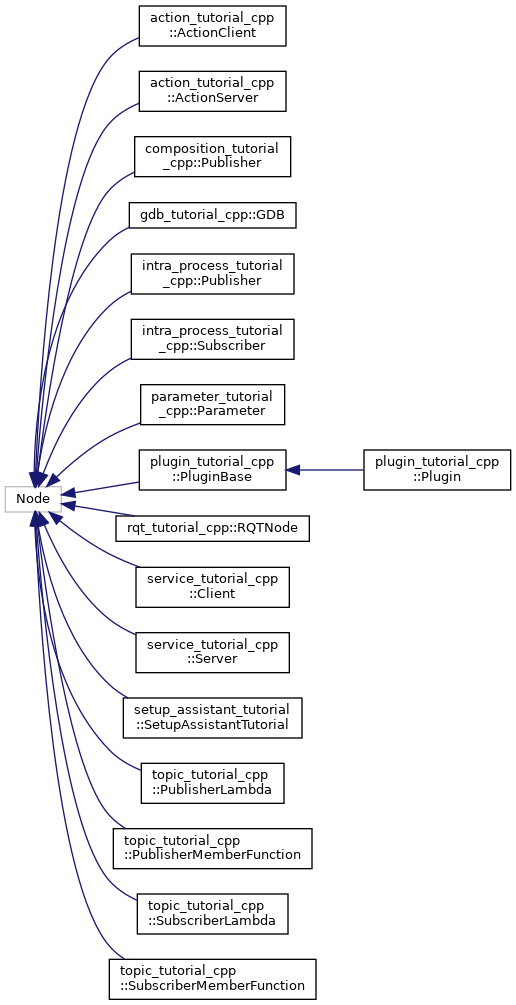 action_tutorial_cpp
::ActionClient
action_tutorial_cpp
::ActionServer
composition_tutorial
_cpp::Publisher
gdb_tutorial_cpp::GDB
intra_process_tutorial
_cpp::Publisher
intra_process_tutorial
_cpp::Subscriber
parameter_tutorial
_cpp::Parameter
plugin_tutorial_cpp
::PluginBase
plugin_tutorial_cpp
::Plugin
Node
rqt_tutorial_cpp::RQTNode
service_tutorial_cpp
::Client
service_tutorial_cpp
::Server
setup_assistant_tutorial
::SetupAssistantTutorial
topic_tutorial_cpp
::PublisherLambda
topic_tutorial_cpp
::PublisherMemberFunction
topic_tutorial_cpp
::SubscriberLambda
topic_tutorial_cpp
::SubscriberMemberFunction